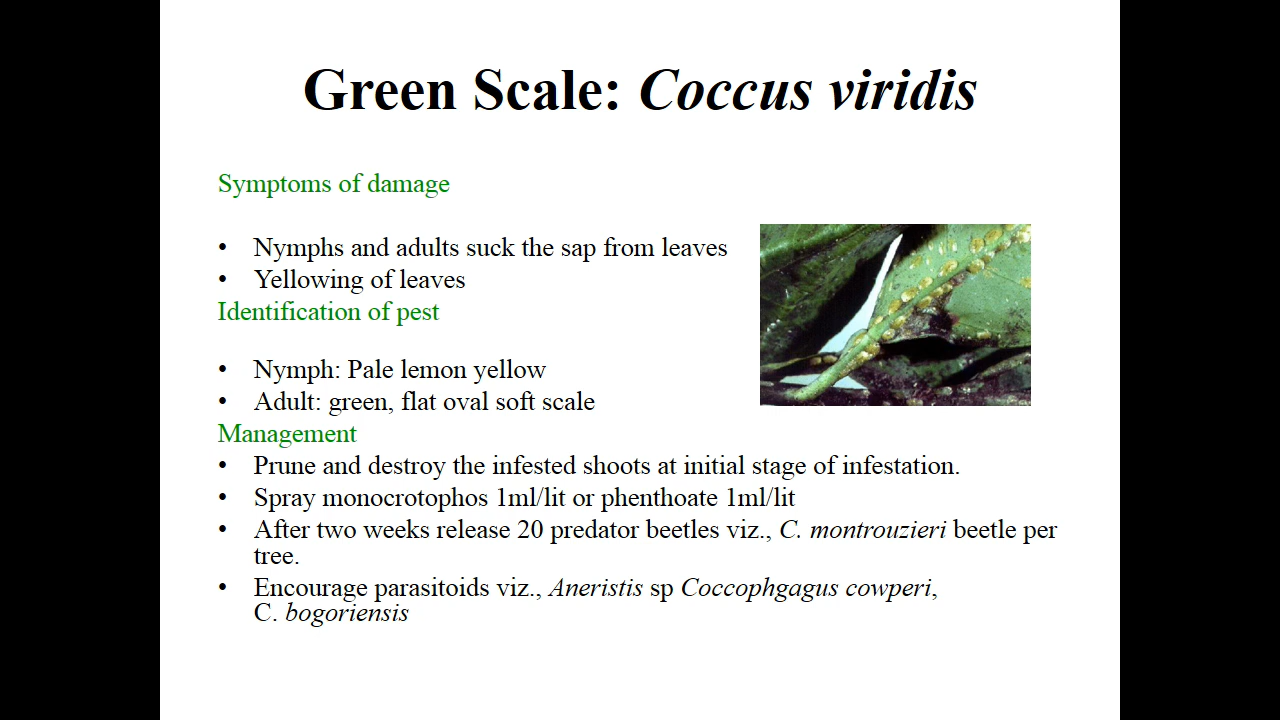 Green Scale: Coccus viridis
Symptoms of damage
• Nymphs and adults suck the sap from leaves
• Yellowing of leaves
Identification of pest
• Nymph: Pale lemon yellow
• Adult: green, flat oval soft scale
Management
• Prune and destroy the infested shoots at initial stage of infestation.
• Spray monocrotophos 1ml/lit or phenthoate 1ml/lit
• After two weeks release 20 predator beetles viz., C. montrouzieri beetle per
tree.
• Encourage parasitoids viz., Aneristis sp Coccophgagus cowperi,
C. bogoriensis